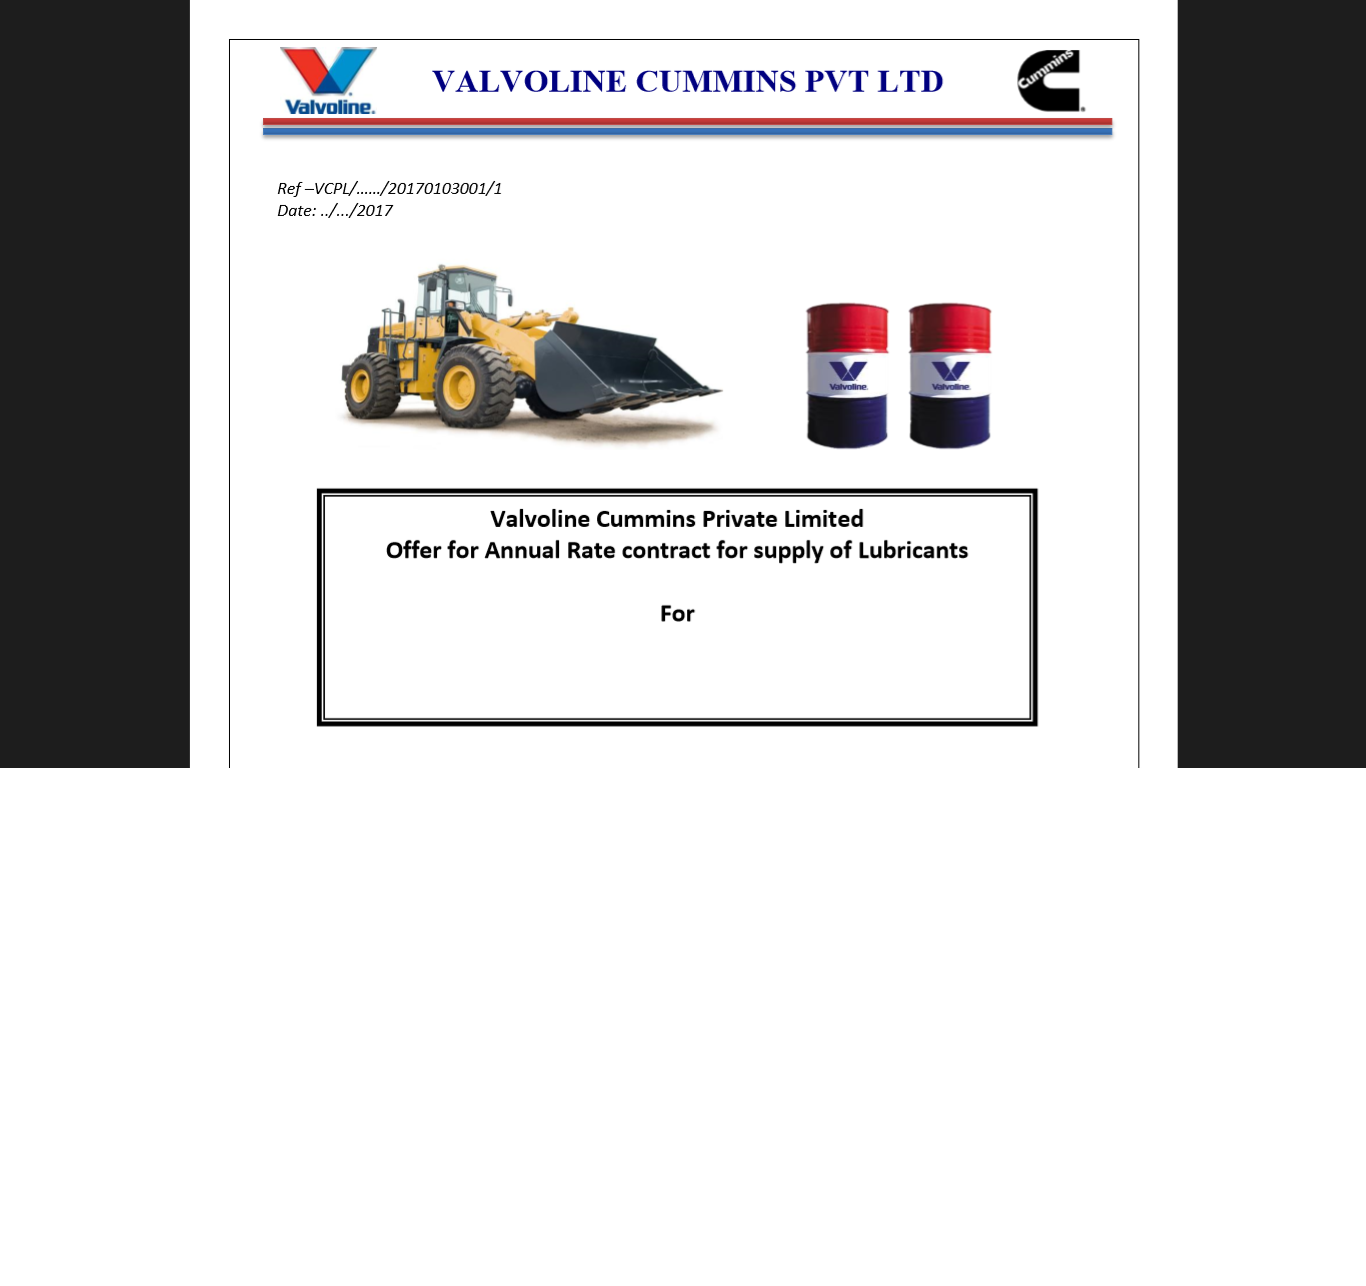 Valvoline.
VALVOLINE CUMMINS PVT LTD
Cummins
Ref –VCPL/....../20170103001/1
Date: ../.../2017
Valvoline.
Valvoline.
Valvoline Cummins Private Limited
Offer for Annual Rate contract for supply of Lubricants
For